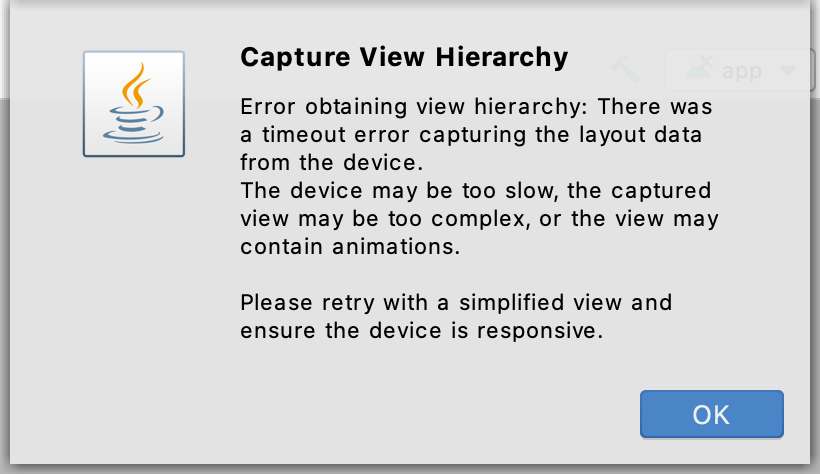 Capture View Hierarchy
app
Error obtaining view hierarchy: There was
a timeout error capturing the layout data
from the device.
The device may be too slow, the captured
view may be too complex, or the view may
contain animations.
Please retry with a simplified view and
ensure the device is responsive.
OK